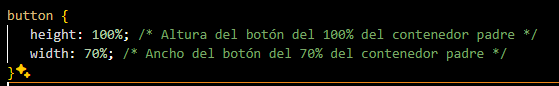 button {
height: 100%; /* Altura del botón del 100% del contenedor padre */
width: 70%; /* Ancho del botón del 70% del contenedor padre */
}